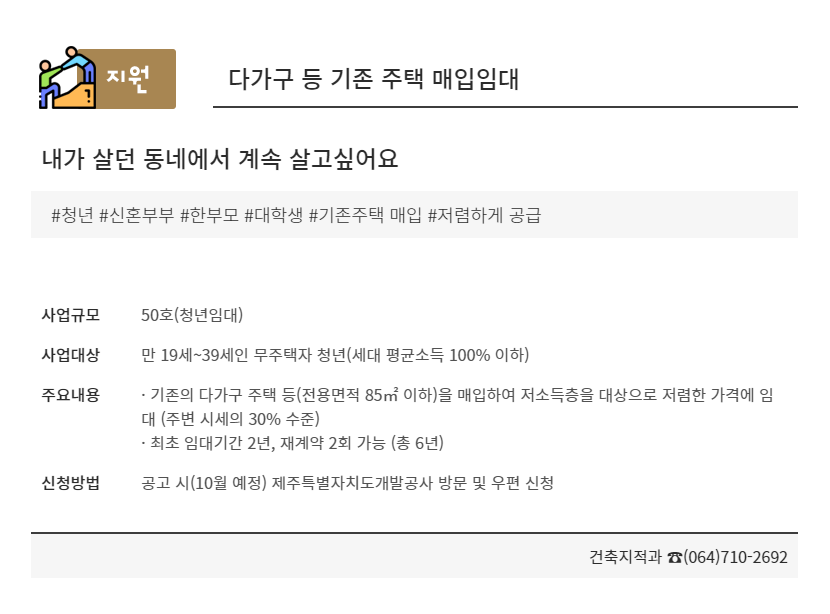 지원
다가구 등 기존 주택 매입임대
내가 살던 동네에서 계속 살고싶어요
#청년 #신혼부부 #한부모 #대학생 #기존주택 매입 #저렴하게 공급
사업규모 50호(청년임대)
사업대상 만 19세~39세인 무주택자 청년(세대 평균소득 100% 이하)
주요내용 · 기존의 다가구 주택 등(전용면적 85㎡ 이하)을 매입하여 저소득층을 대상으로 저렴한 가격에 임
대 (주변 시세의 30% 수준)
· 최초 임대기간 2년, 재계약 2회 가능 (총 6년)
신청방법 공고 시(10월 예정) 제주특별자치도개발공사 방문 및 우편 신청
건축지적과 ☎(064)710-2692